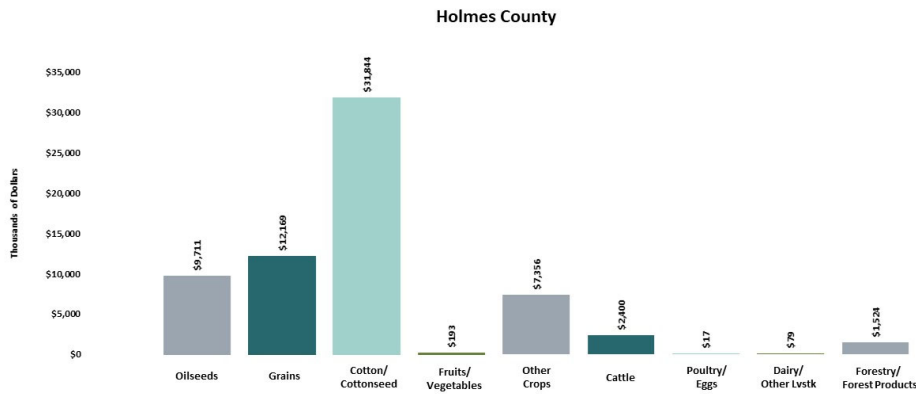 Holmes County
Thousands of Dollars
$35,000
$30,000
$25,000
$20,000
$15,000
$10,000
$5,000
$0
$9,711
$12,169
$31,844
$193
$7,356
$2,400
$17
$79
$1,524
Oilseeds
Grains
Cotton/
Cottonseed
Fruits/
Vegetables
Other
Crops
Cattle
Poultry/
Eggs
Dairy/
Other Lvstk
Forestry/
Forest Products